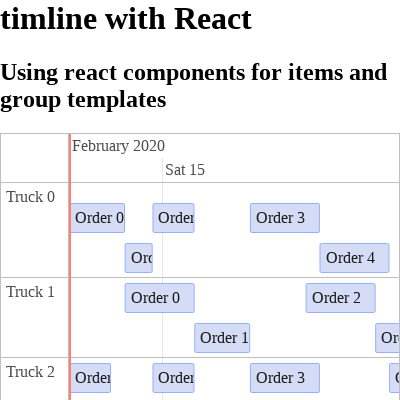 timline with React
Using react components for items and
group templates
February 2020
Sat 15
Truck 0
Order 0
Order
Order 3
Order 4
Truck 1
Order 0
Order 2
Order 1
Truck 2
Order
Order
Order 3